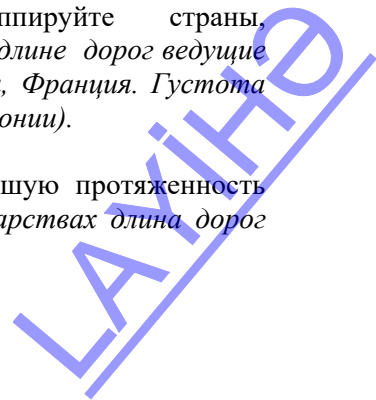 ппируйте страны,
длине дорог ведущие
, Франция. Густота
онии).
шую протяженность
арствах длина дорог
LAYİHƏ